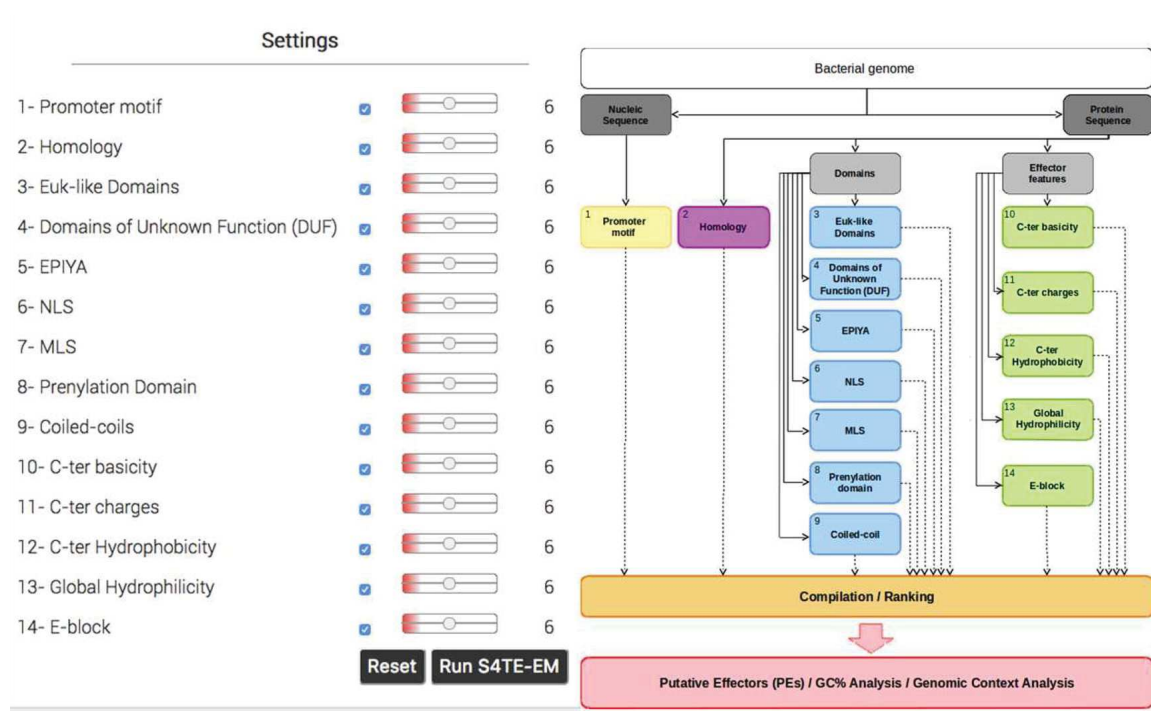 Settings
1- Promoter motif 6
2- Homology 6
3- Euk-like Domains 6
4- Domains of Unknown Function (DUF) 6
5- EPIYA 6
6- NLS 6
7- MLS 6
8- Prenylation Domain 6
9- Coiled-coils 6
10- C-ter basicity 6
11- C-ter charges 6
12- C-ter Hydrophobicity 6
13- Global Hydrophilicity 6
14- E-block 6
Reset Run S4TE-EM
Bacterial genome
Nucleic
Sequence
Protein
Sequence
Domains
Effector
features
1 Promoter
motif
2 Homology
3 Euk-like
Domains
4 Domains of
Unknown
Function (DUF)
5 EPIYA
6 NLS
7 MLS
8 Prenylation
domain
9 Coiled-coil
10 C-ter basicity
11 C-ter charges
12 C-ter
Hydrophobicity
13 Global
Hydrophilicity
14 E-block
Compilation / Ranking
Putative Effectors (PEs) / GC% Analysis / Genomic Context Analysis